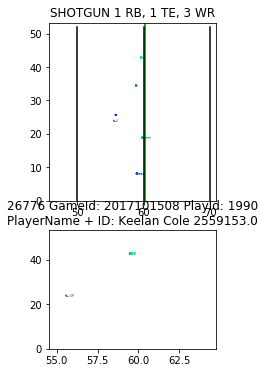 SHOTGUN 1 RB, 1 TE, 3 WR
50
40
30
20
10
0
50 60 70
26776 GameId: 2017101508 PlayId: 1990
PlayerName + ID: Keelan Cole 2559153.0
40
20
0
55.0 57.5 60.0 62.5